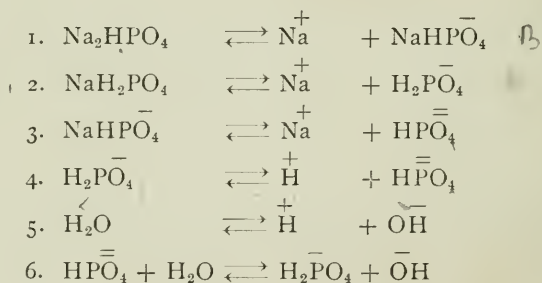 1. Na₂HPO₄ ⇄ Na⁺ + NaHPO₄⁻
2. NaH₂PO₄ ⇄ Na⁺ + H₂PO₄⁻
3. NaHPO₄⁻ ⇄ Na⁺ + HPO₄⁼
4. H₂PO₄⁻ ⇄ H⁺ + HPO₄⁼
5. H₂O ⇄ H⁺ + OH⁻
6. HPO₄⁼ + H₂O ⇄ H₂PO₄⁻ + OH⁻